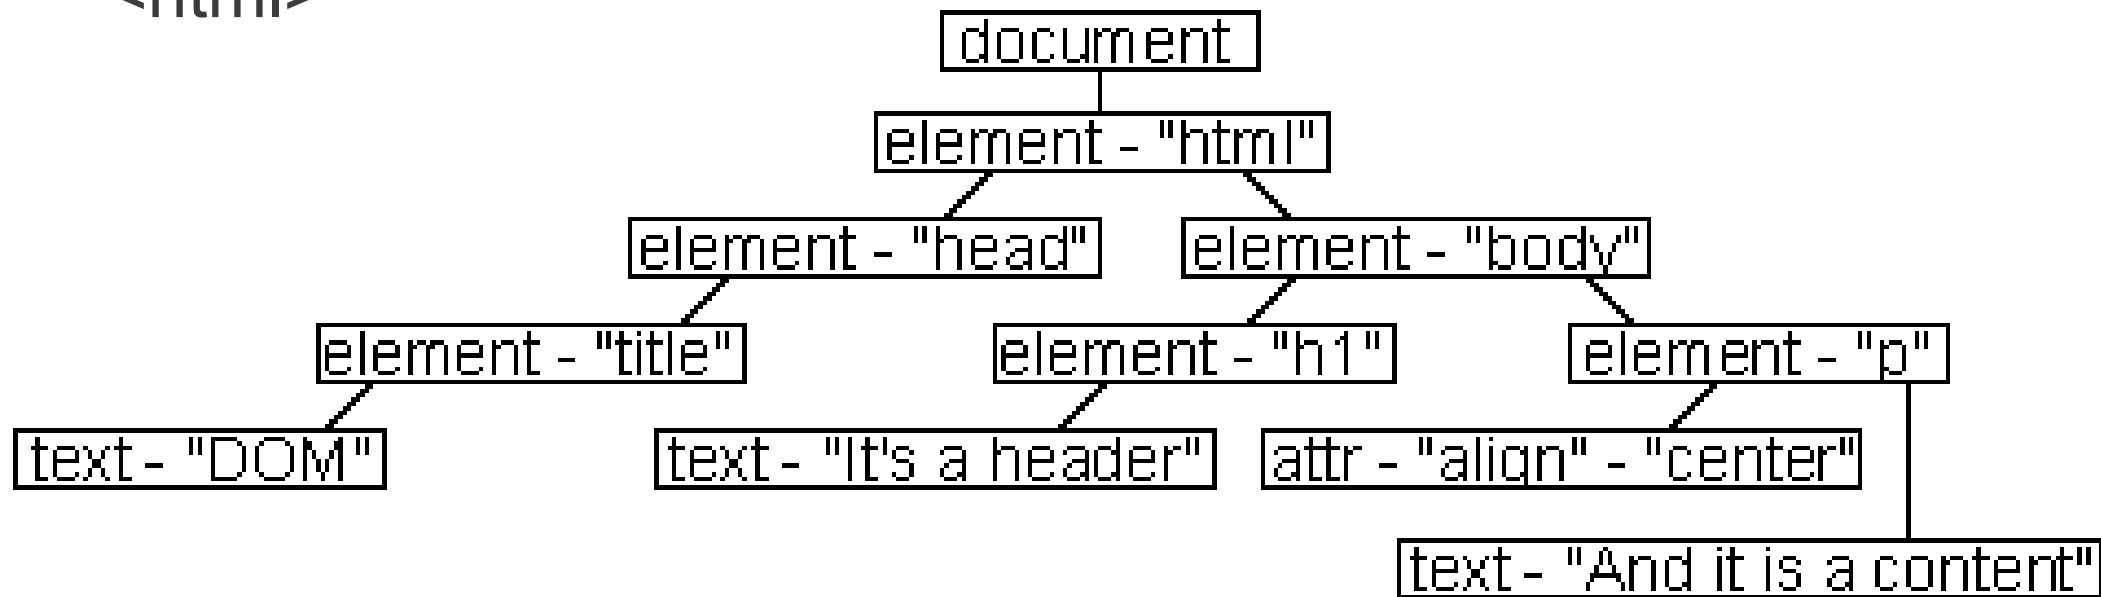 <html>
document
element - "html"
element - "head"
element - "body"
element - "title"
element - "h1"
element - "p"
text - "DOM"
text - "It's a header"
attr - "align" - "center"
text - "And it is a content"